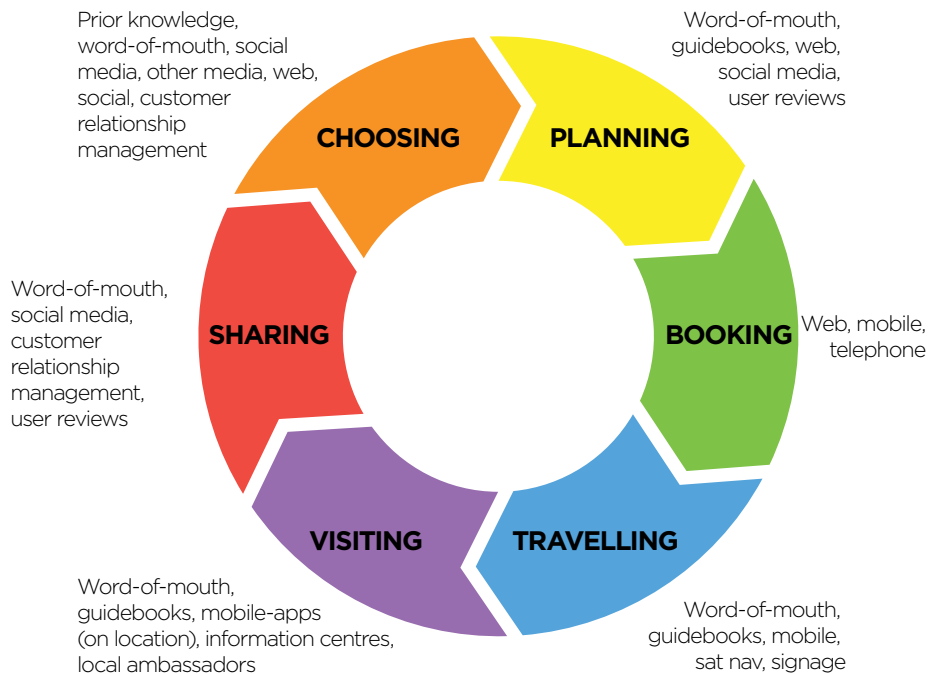 Prior knowledge,
word-of-mouth, social
media, other media, web,
social, customer
relationship
management
CHOOSING
Word-of-mouth,
guidebooks, web,
social media,
user reviews
PLANNING
BOOKING
Web, mobile,
telephone
TRAVELLING
Word-of-mouth,
guidebooks, mobile,
sat nav, signage
VISITING
Word-of-mouth,
guidebooks, mobile-apps
(on location), information centres,
local ambassadors
SHARING
Word-of-mouth,
social media,
customer
relationship
management,
user reviews